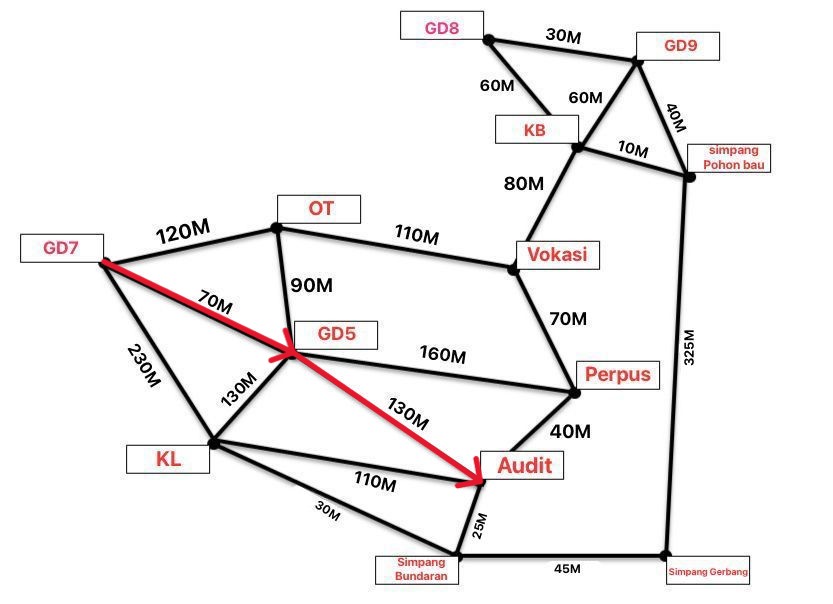 GD8
30M
GD9
60M
60M
40M
KB
10M
simpang
Pohon bau
80M
OT
120M
110M
GD7
Vokasi
90M
70M
GD5
70M
160M
325M
230M
130M
Perpus
130M
40M
KL
Audit
110M
30M
25M
Simpang
Bundaran
45M
Simpang Gerbang